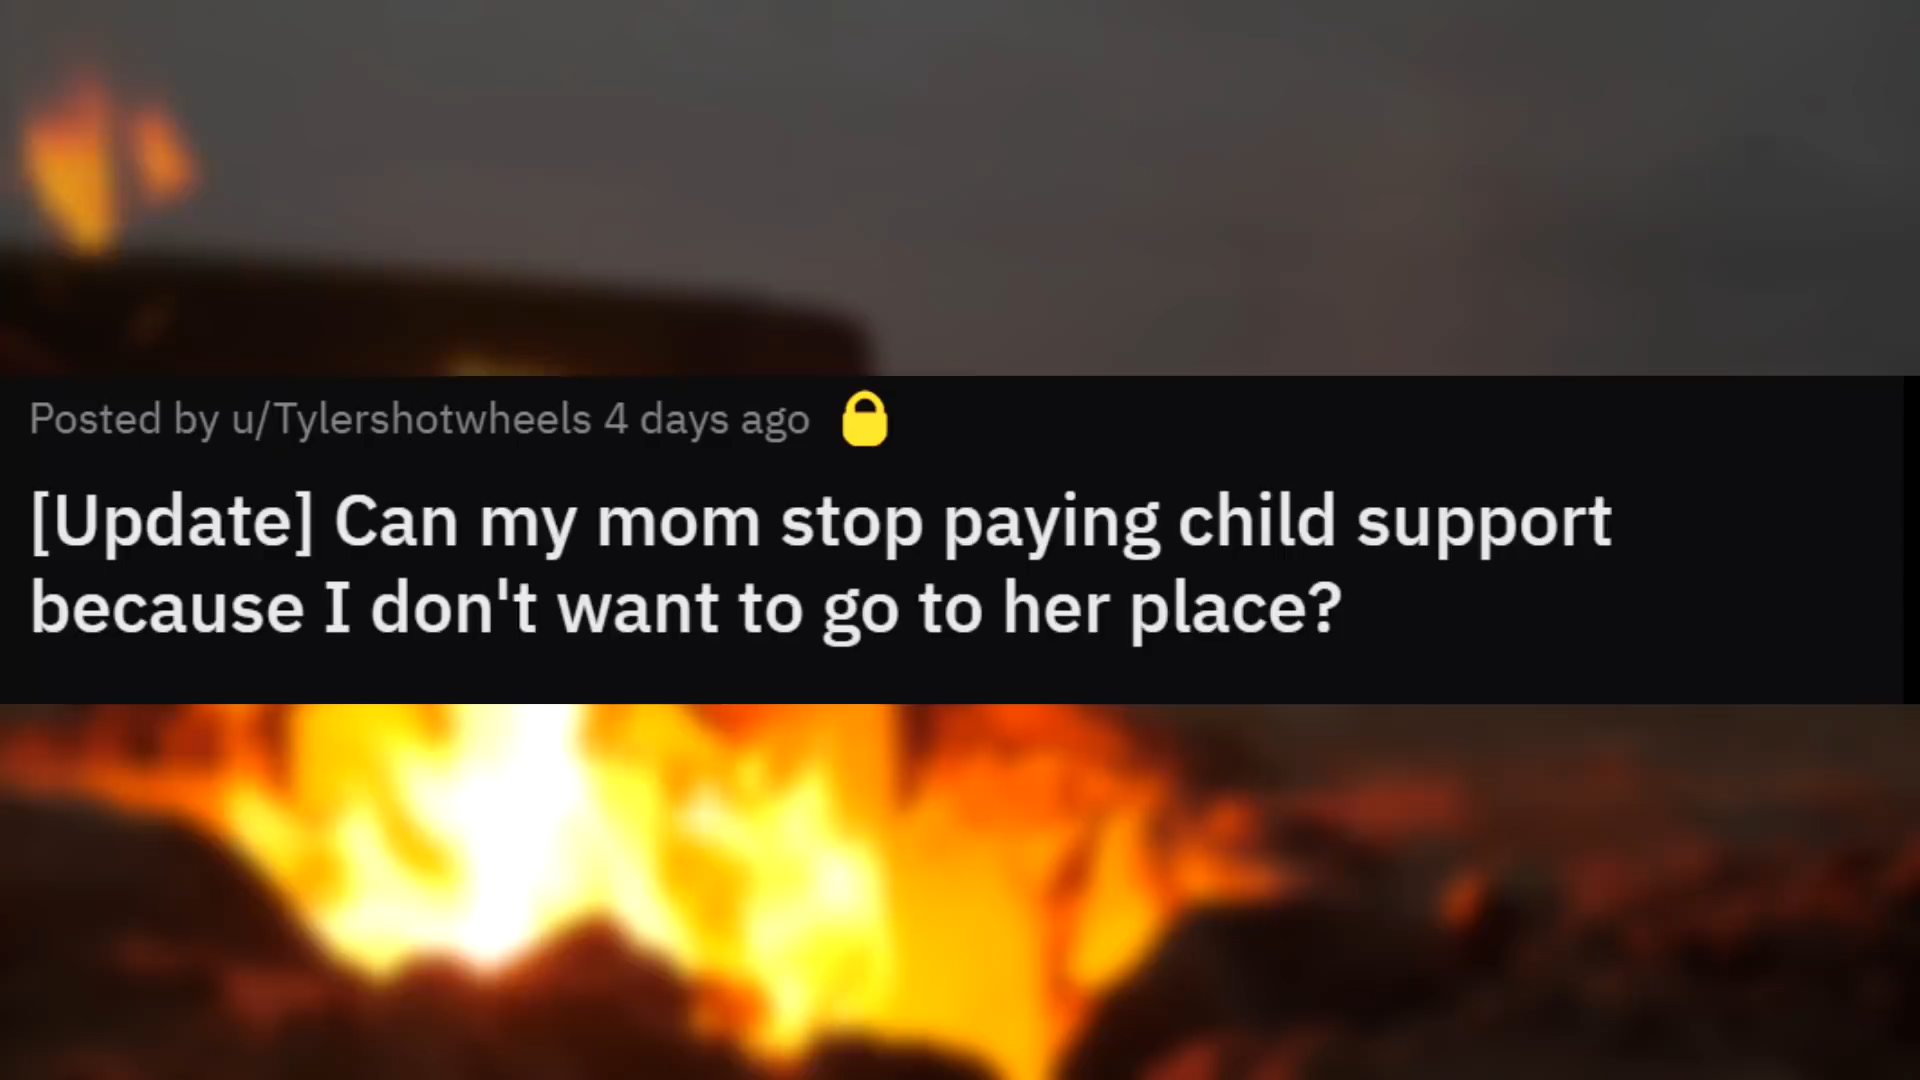 Posted by u/Tylershotwheels 4 days ago
[Update] Can my mom stop paying child support
because I don't want to go to her place?